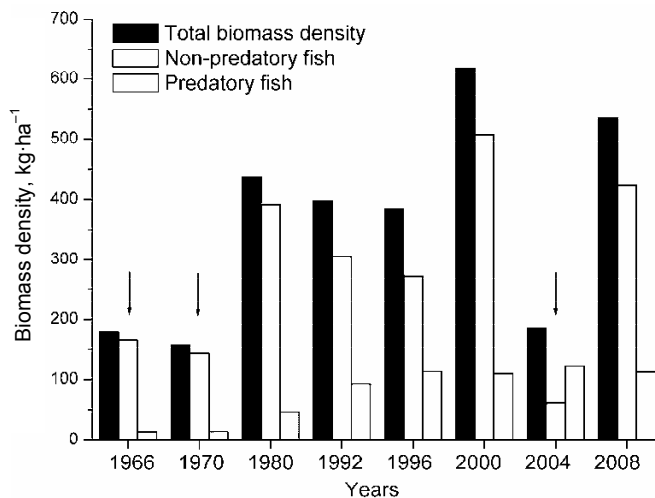 700
600
500
400
300
200
100
0
Biomass density, kg·ha⁻¹
Total biomass density
Non-predatory fish
Predatory fish
1966 1970 1980 1992 1996 2000 2004 2008
Years